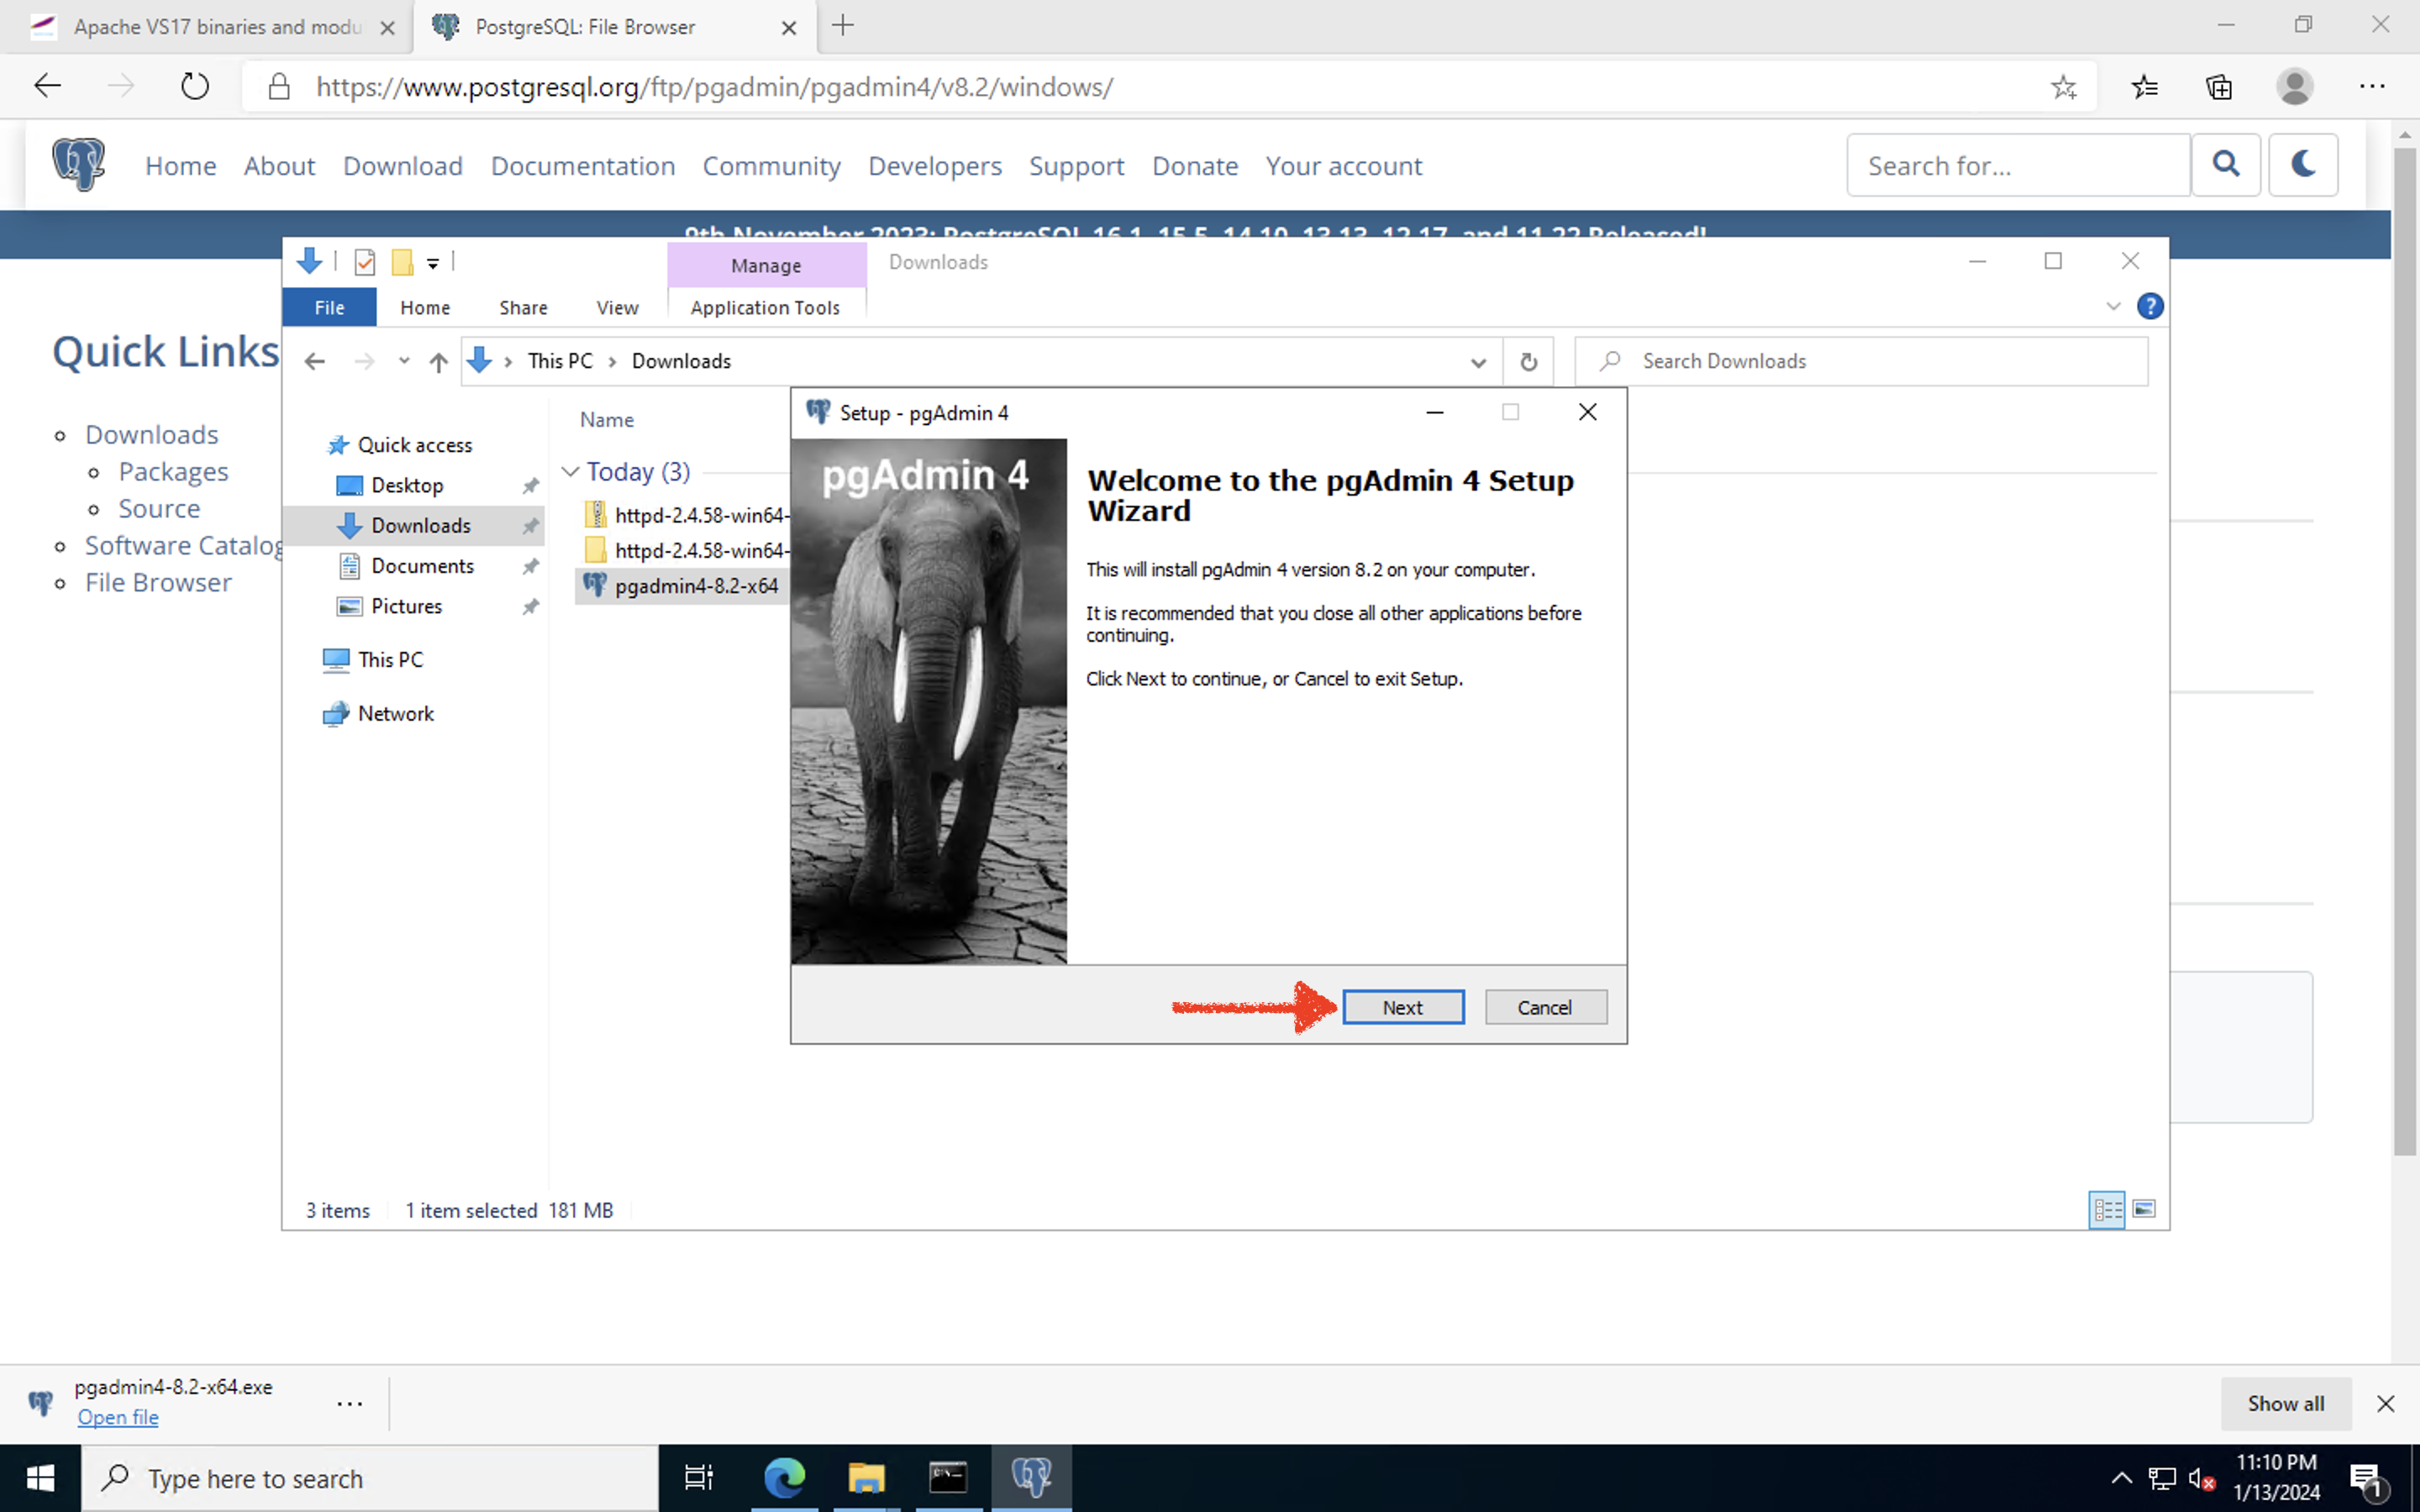 Apache VS17 binaries and modu
PostgreSQL: File Browser
https://www.postgresql.org/ftp/pgadmin/pgadmin4/v8.2/windows/
Home About Download Documentation Community Developers Support Donate Your account
Search for...
9th November 2023: PostgreSQL 16.1, 15.5, 14.10, 13.13, 12.17, and 11.22 Released!
Manage
Downloads
File Home Share View Application Tools
Quick Links
This PC Downloads
Search Downloads
Setup - pgAdmin 4
Name
Downloads
Packages
Source
Software Catalog
File Browser
Quick access
Desktop
Downloads
Documents
Pictures
This PC
Network
Today (3)
httpd-2.4.58-win64-
httpd-2.4.58-win64-
pgadmin4-8.2-x64
pgAdmin 4
Welcome to the pgAdmin 4 Setup
Wizard
This will install pgAdmin 4 version 8.2 on your computer.
It is recommended that you close all other applications before
continuing.
Click Next to continue, or Cancel to exit Setup.
Next Cancel
3 items 1 item selected 181 MB
pgadmin4-8.2-x64.exe
Open file
Show all
Type here to search
11:10 PM
1/13/2024
1